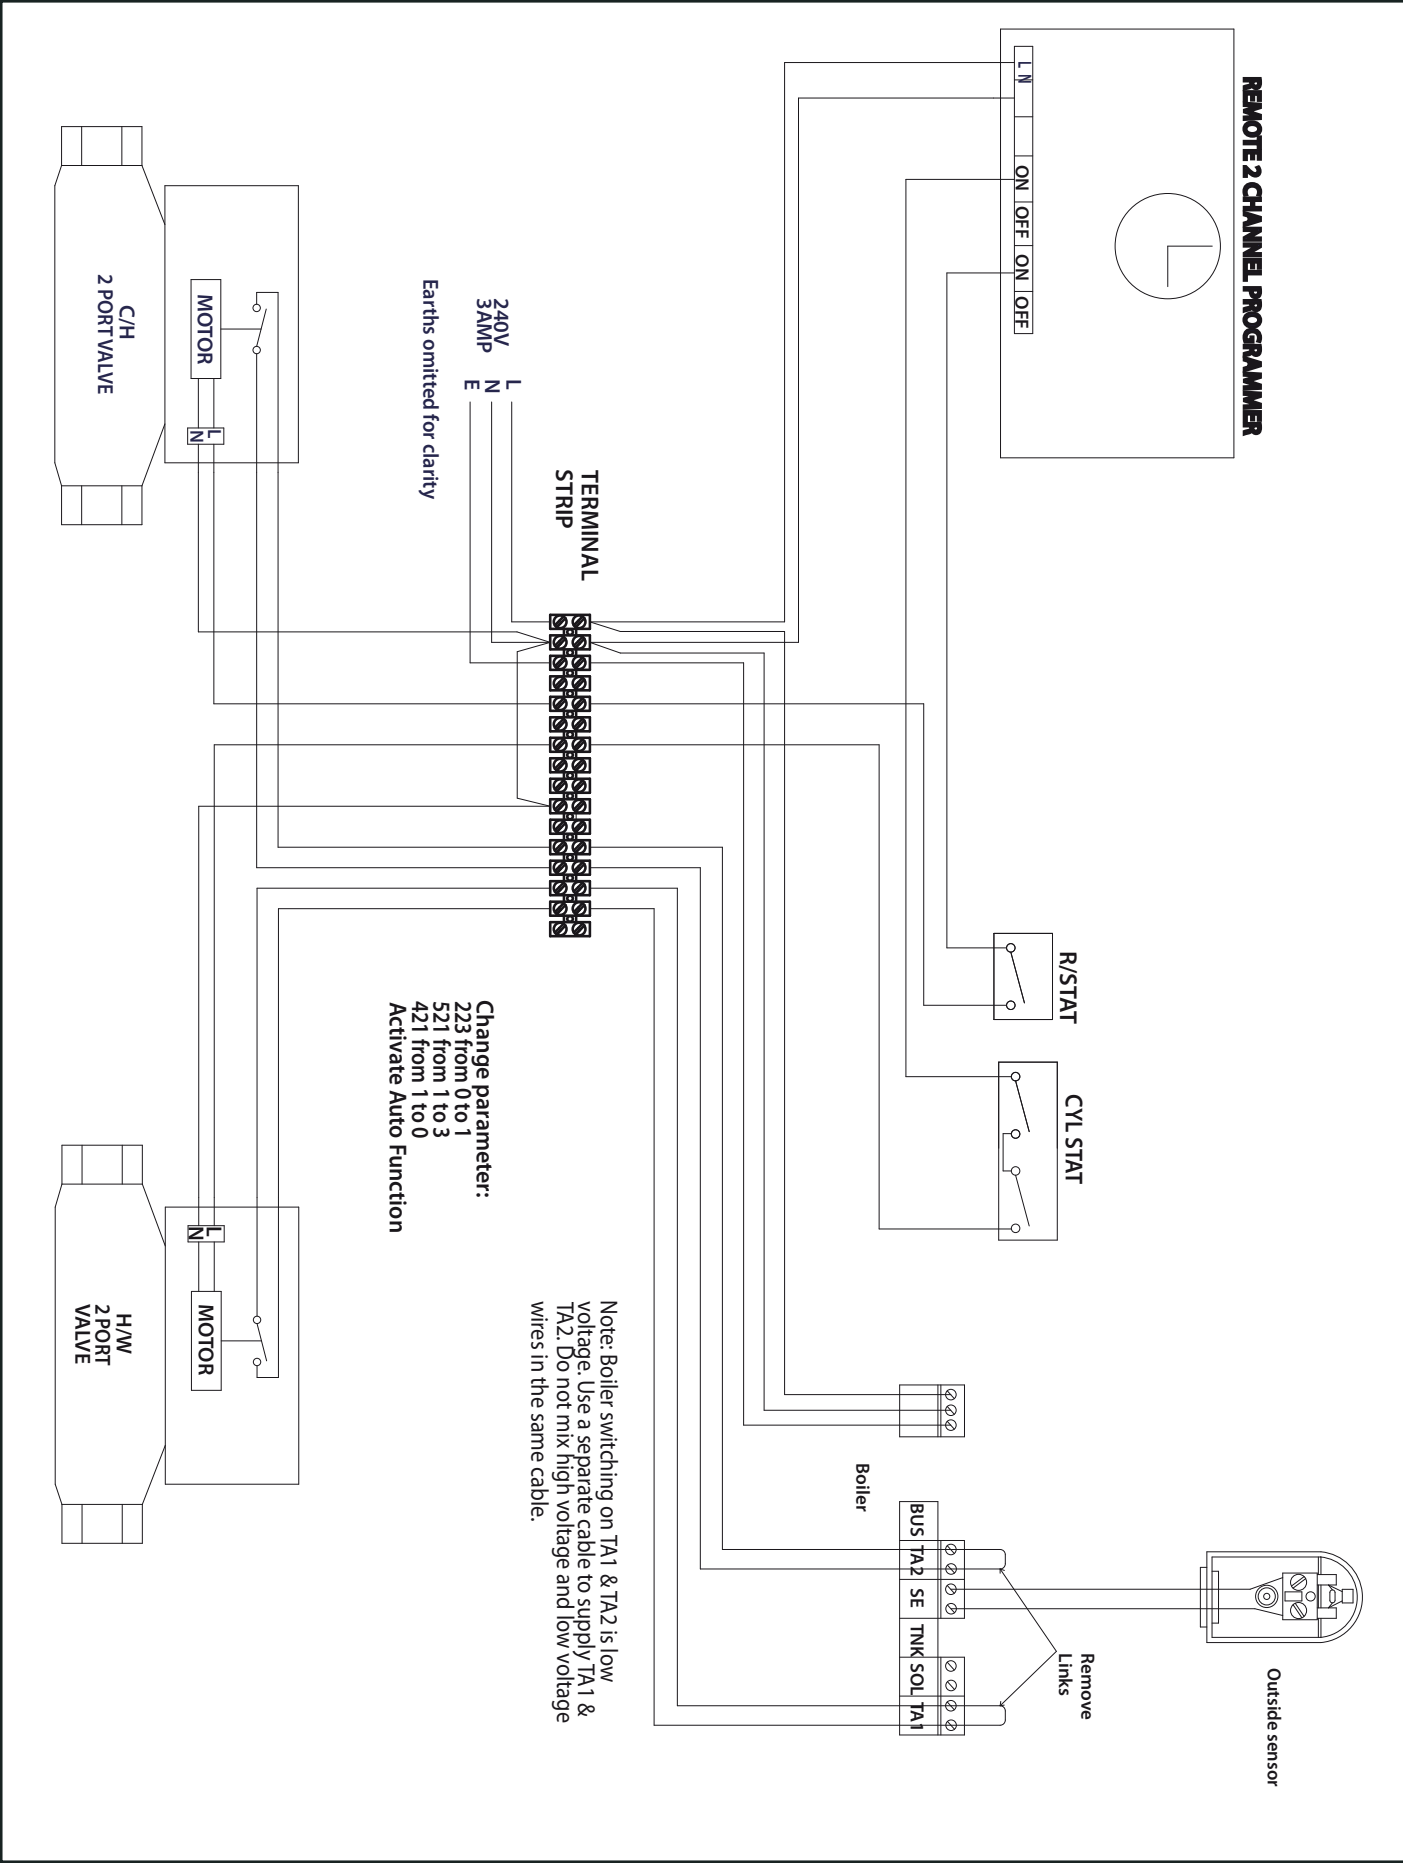 REMOTE 2 CHANNEL PROGRAMMER
L N
ON
OFF
ON
OFF
R/STAT
CYL STAT
Outside sensor
Remove
Links
Boiler
BUS
TA2
SE
TNK
SOL
TA1
TERMINAL
STRIP
240V
3AMP
L
N
E
Earths omitted for clarity
Note: Boiler switching on TA1 & TA2 is low
voltage. Use a separate cable to supply TA1 &
TA2. Do not mix high voltage and low voltage
wires in the same cable.
Change parameter:
223 from 0 to 1
521 from 1 to 3
421 from 1 to 0
Activate Auto Function
MOTOR
L
N
C/H
2 PORT VALVE
L
N
MOTOR
H/W
2 PORT
VALVE